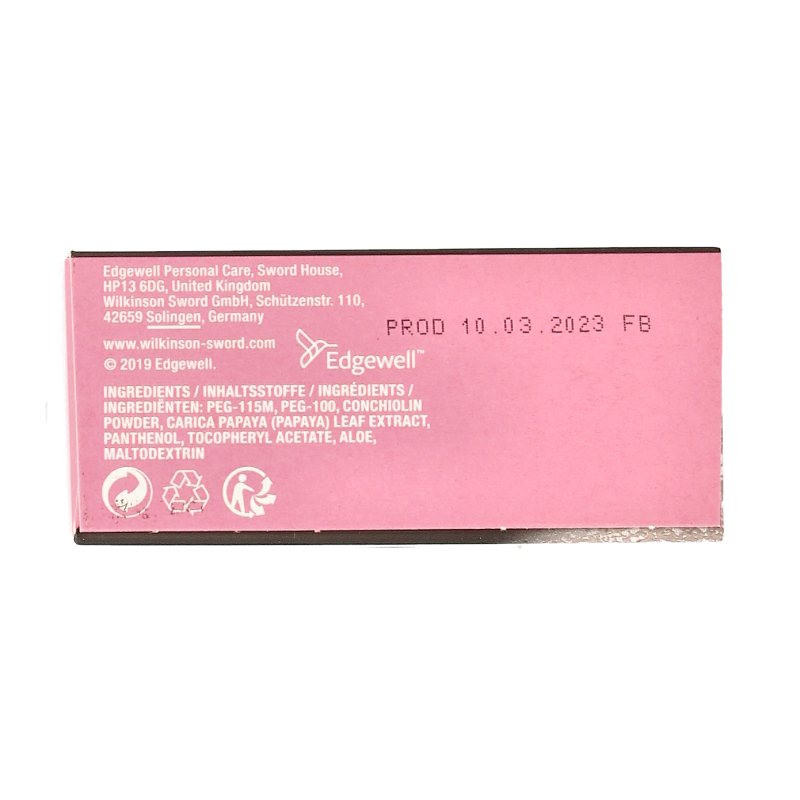 Edgewell Personal Care, Sword House,
HP13 6DG, United Kingdom
Wilkinson Sword GmbH, Schützenstr. 110,
42659 Solingen, Germany
www.wilkinson-sword.com
© 2019 Edgewell.
Edgewell™
PROD 10.03.2023 FB
INGREDIENTS / INHALTSSTOFFE / INGRÉDIENTS /
INGREDIËNTEN: PEG-115M, PEG-100, CONCHIOLIN
POWDER, CARICA PAPAYA (PAPAYA) LEAF EXTRACT,
PANTHENOL, TOCOPHERYL ACETATE, ALOE,
MALTODEXTRIN